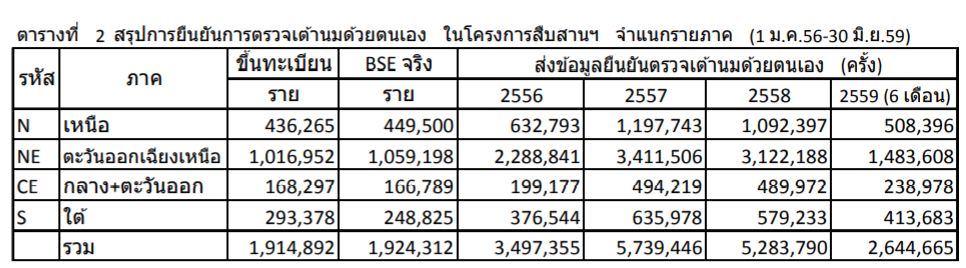 ตารางที่ 2 สรุปการยืนยันการตรวจเต้านมด้วยตนเอง ในโครงการสืบสานฯ จำแนกรายภาค (1 ม.ค.56-30 มิ.ย.59)
รหัส ภาค ขึ้นทะเบียน BSE จริง ส่งข้อมูลยืนยันตรวจเต้านมด้วยตนเอง (ครั้ง)
ราย ราย 2556 2557 2558 2559 (6 เดือน)
N เหนือ 436,265 449,500 632,793 1,197,743 1,092,397 508,396
NE ตะวันออกเฉียงเหนือ 1,016,952 1,059,198 2,288,841 3,411,506 3,122,188 1,483,608
CE กลาง+ตะวันออก 168,297 166,789 199,177 494,219 489,972 238,978
S ใต้ 293,378 248,825 376,544 635,978 579,233 413,683
รวม 1,914,892 1,924,312 3,497,355 5,739,446 5,283,790 2,644,665